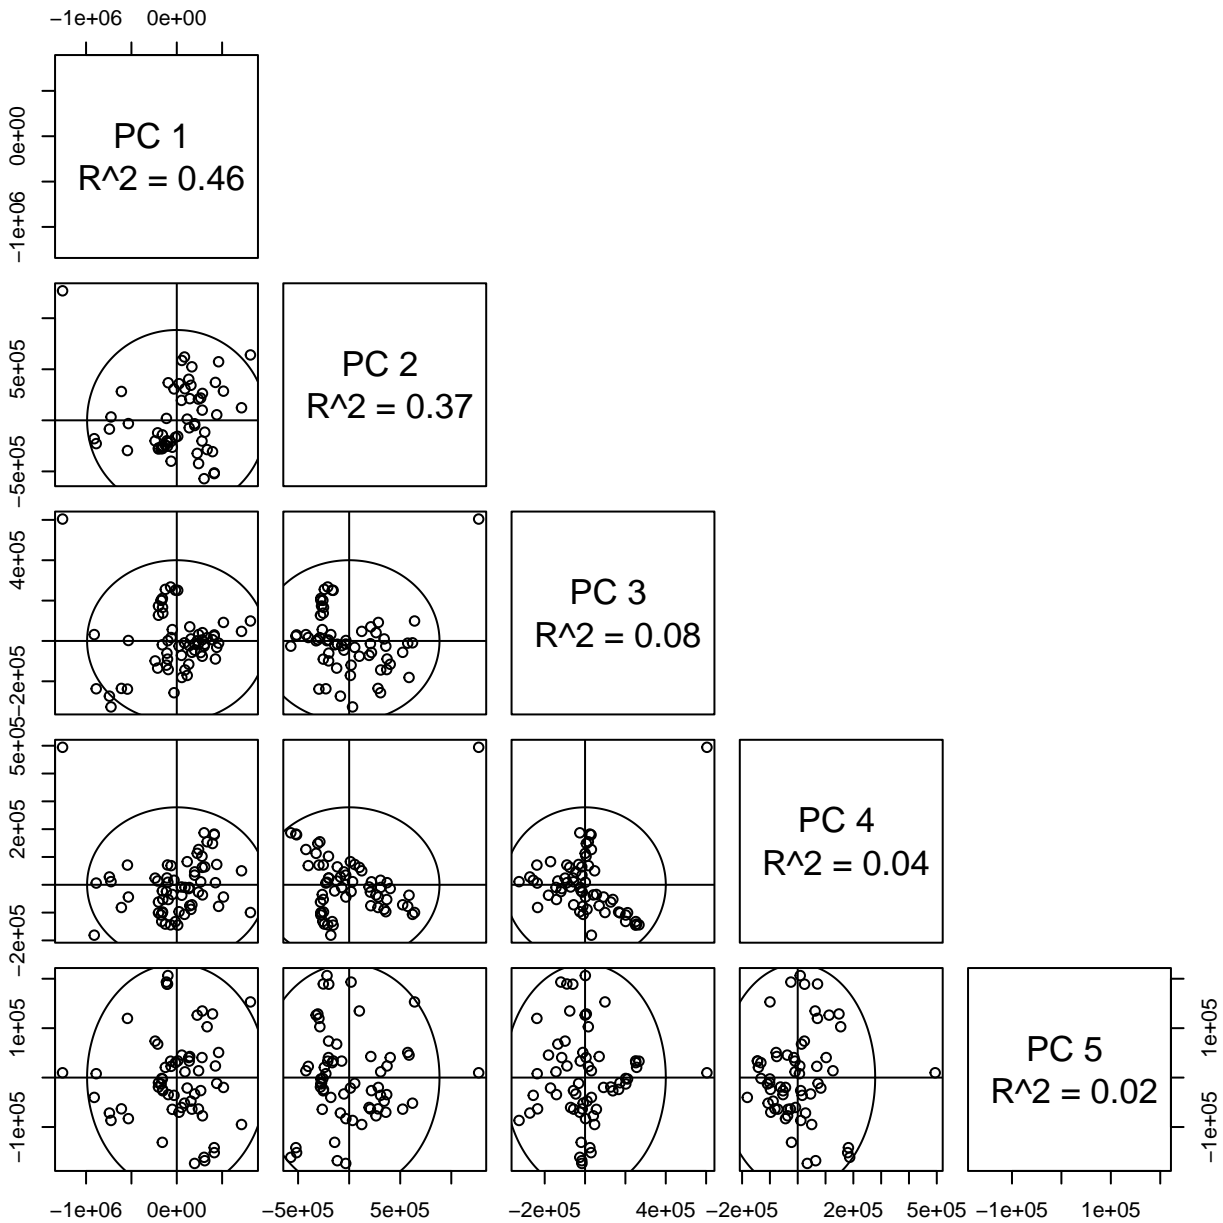 −1e+06 0e+00
0e+00
−1e+06
PC 1
R^2 = 0.46
5e+05
−5e+05
PC 2
R^2 = 0.37
4e+05
−2e+05
PC 3
R^2 = 0.08
5e+05
2e+05
−2e+05
PC 4
R^2 = 0.04
1e+05
−1e+05
PC 5
R^2 = 0.02
1e+05
−1e+05
−1e+06 0e+00
−5e+05 5e+05
−2e+05 4e+05
−2e+05 2e+05 5e+05
−1e+05 1e+05